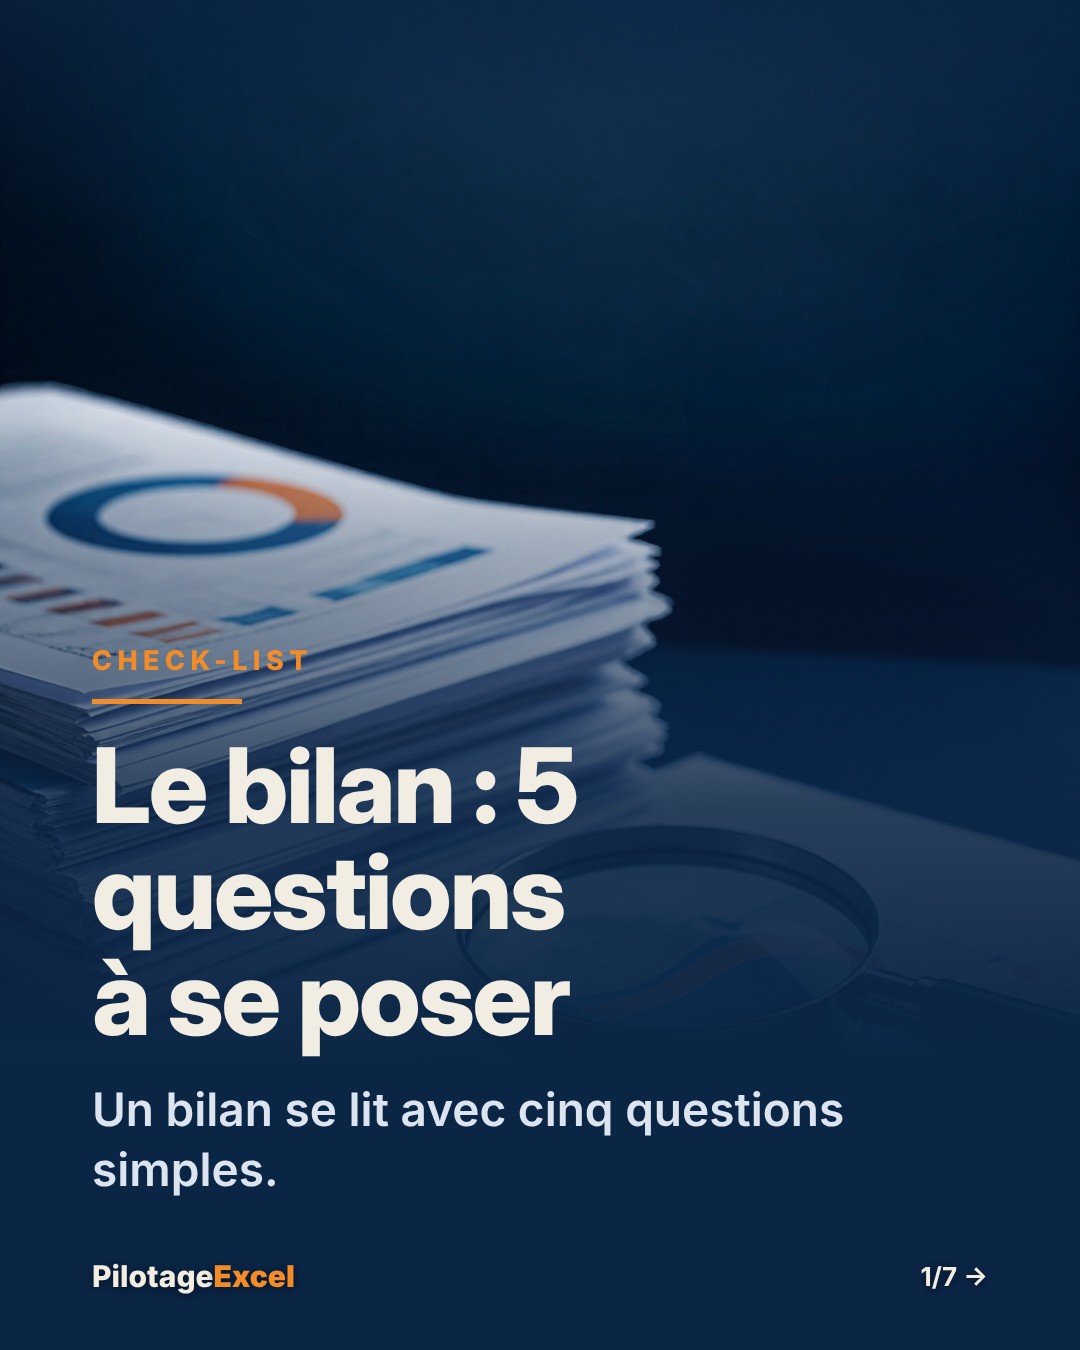 CHECK-LIST
Le bilan : 5
questions
à se poser
Un bilan se lit avec cinq questions
simples.
PilotageExcel
1/7 →